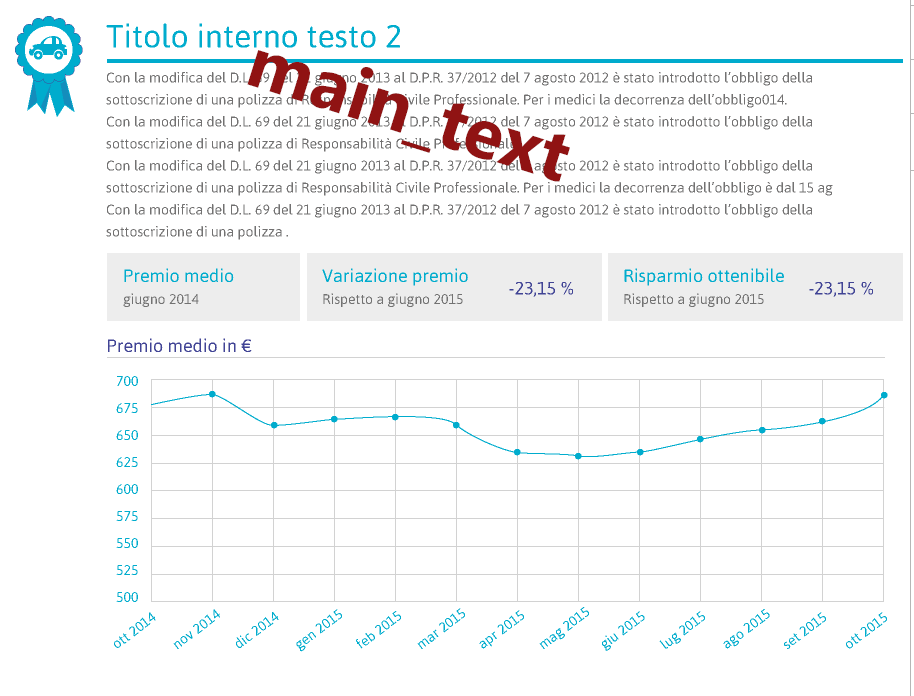 Titolo interno testo 2
main_text
Con la modifica del D.L. 69 del 21 giugno 2013 al D.P.R. 37/2012 del 7 agosto 2012 è stato introdotto l'obbligo della
sottoscrizione di una polizza di Responsabilità Civile Professionale. Per i medici la decorrenza dell'obbligo014.
Con la modifica del D.L. 69 del 21 giugno 2013 al D.P.R. 37/2012 del 7 agosto 2012 è stato introdotto l'obbligo della
sottoscrizione di una polizza di Responsabilità Civile Professionale.
Con la modifica del D.L. 69 del 21 giugno 2013 al D.P.R. 37/2012 del 7 agosto 2012 è stato introdotto l'obbligo della
sottoscrizione di una polizza di Responsabilità Civile Professionale. Per i medici la decorrenza dell'obbligo è dal 15 ag
Con la modifica del D.L. 69 del 21 giugno 2013 al D.P.R. 37/2012 del 7 agosto 2012 è stato introdotto l'obbligo della
sottoscrizione di una polizza .
Premio medio
giugno 2014
Variazione premio
Rispetto a giugno 2015
-23,15 %
Risparmio ottenibile
Rispetto a giugno 2015
-23,15 %
Premio medio in €
700
675
650
625
600
575
550
525
500
ott 2014
nov 2014
dic 2014
gen 2015
feb 2015
mar 2015
apr 2015
mag 2015
giu 2015
lug 2015
ago 2015
set 2015
ott 2015